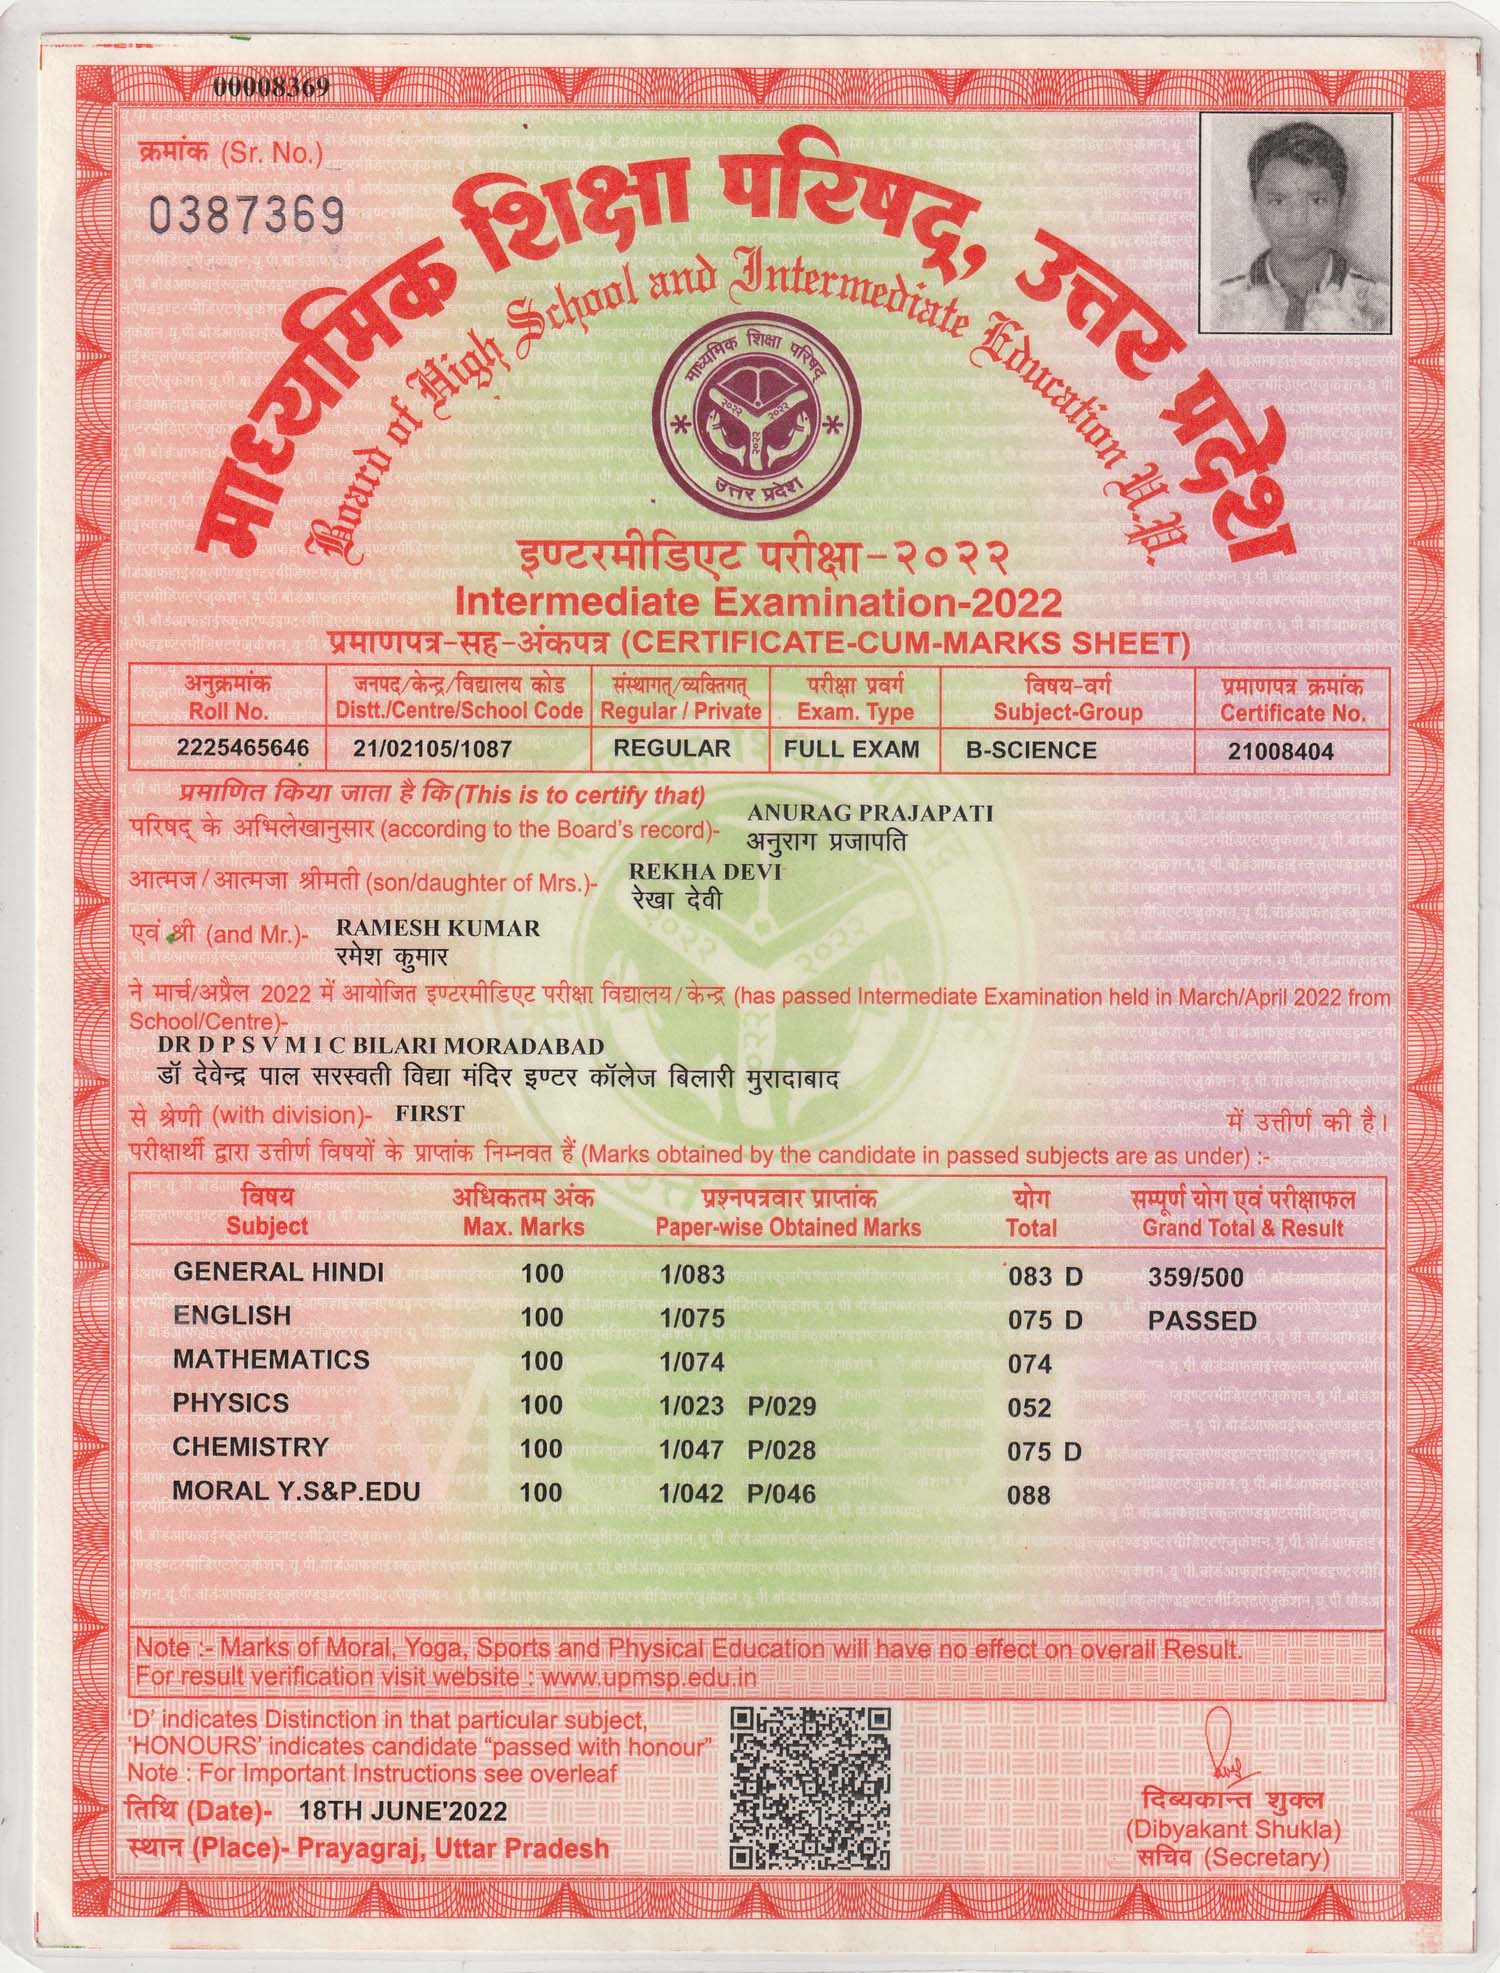 00008369
क्रमांक (Sr. No.)
0387369
माध्यमिक शिक्षा परिषद्, उत्तर प्रदेश
Board of High School and Intermediate Education U.P.
माध्यमिक शिक्षा परिषद्
२०२२ २०२२
२०२२
उत्तर प्रदेश
इण्टरमीडिएट परीक्षा-२०२२
Intermediate Examination-2022
प्रमाणपत्र-सह-अंकपत्र (CERTIFICATE-CUM-MARKS SHEET)
अनुक्रमांक जनपद/केन्द्र/विद्यालय कोड संस्थागत्/व्यक्तिगत् परीक्षा प्रवर्ग विषय-वर्ग प्रमाणपत्र क्रमांक
Roll No. Distt./Centre/School Code Regular / Private Exam. Type Subject-Group Certificate No.
2225465646 21/02105/1087 REGULAR FULL EXAM B-SCIENCE 21008404
प्रमाणित किया जाता है कि (This is to certify that)
परिषद् के अभिलेखानुसार (according to the Board's record)- ANURAG PRAJAPATI
अनुराग प्रजापति
आत्मज/आत्मजा श्रीमती (son/daughter of Mrs.)- REKHA DEVI
रेखा देवी
एवं श्री (and Mr.)- RAMESH KUMAR
रमेश कुमार
ने मार्च/अप्रैल 2022 में आयोजित इण्टरमीडिएट परीक्षा विद्यालय/केन्द्र (has passed Intermediate Examination held in March/April 2022 from
School/Centre)-
DR D P S V M I C BILARI MORADABAD
डॉ देवेन्द्र पाल सरस्वती विद्या मंदिर इण्टर कॉलेज बिलारी मुरादाबाद
से श्रेणी (with division)- FIRST में उत्तीर्ण की है।
परीक्षार्थी द्वारा उत्तीर्ण विषयों के प्राप्तांक निम्नवत हैं (Marks obtained by the candidate in passed subjects are as under) :-
विषय अधिकतम अंक प्रश्नपत्रवार प्राप्तांक योग सम्पूर्ण योग एवं परीक्षाफल
Subject Max. Marks Paper-wise Obtained Marks Total Grand Total & Result
GENERAL HINDI 100 1/083 083 D 359/500
ENGLISH 100 1/075 075 D PASSED
MATHEMATICS 100 1/074 074
PHYSICS 100 1/023 P/029 052
CHEMISTRY 100 1/047 P/028 075 D
MORAL Y.S&P.EDU 100 1/042 P/046 088
Note :- Marks of Moral, Yoga, Sports and Physical Education will have no effect on overall Result.
For result verification visit website : www.upmsp.edu.in
'D' indicates Distinction in that particular subject,
'HONOURS' indicates candidate "passed with honour"
Note : For Important Instructions see overleaf
तिथि (Date)- 18TH JUNE'2022
स्थान (Place)- Prayagraj, Uttar Pradesh
दिब्यकान्त शुक्ल
(Dibyakant Shukla)
सचिव (Secretary)